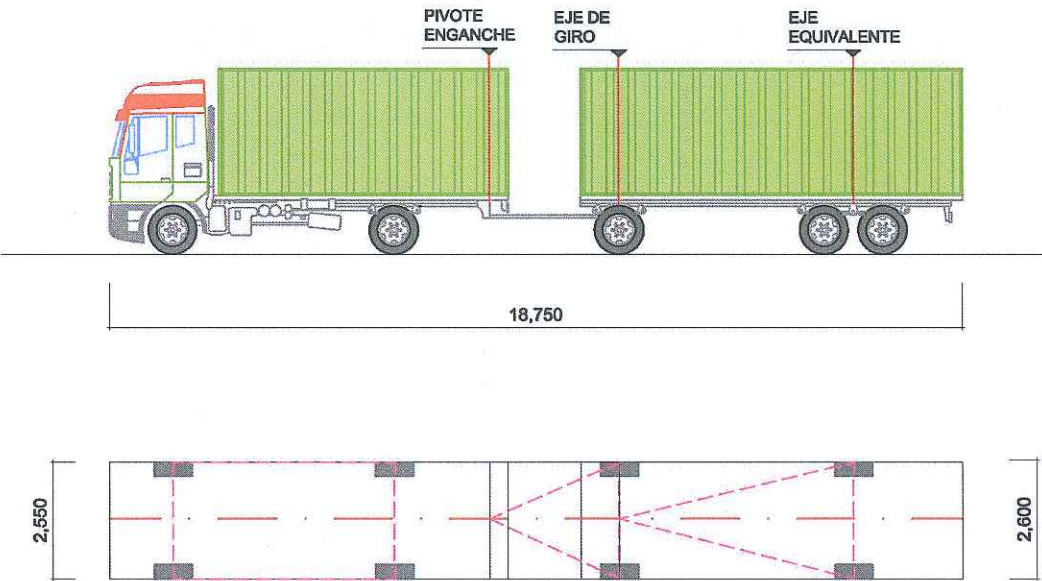 PIVOTE
ENGANCHE
EJE DE
GIRO
EJE
EQUIVALENTE
18,750
2,550
2,600